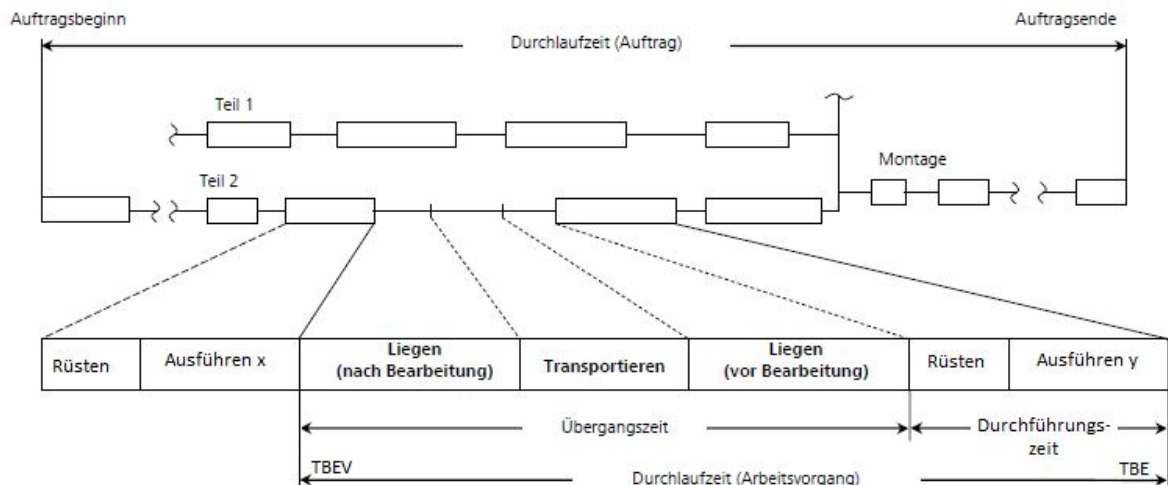 Auftragsbeginn
Auftragsende
Durchlaufzeit (Auftrag)
Teil 1
Montage
Teil 2
Rüsten
Ausführen x
Liegen
(nach Bearbeitung)
Transportieren
Liegen
(vor Bearbeitung)
Rüsten
Ausführen y
Übergangszeit
Durchführungs-
zeit
TBEV
Durchlaufzeit (Arbeitsvorgang)
TBE